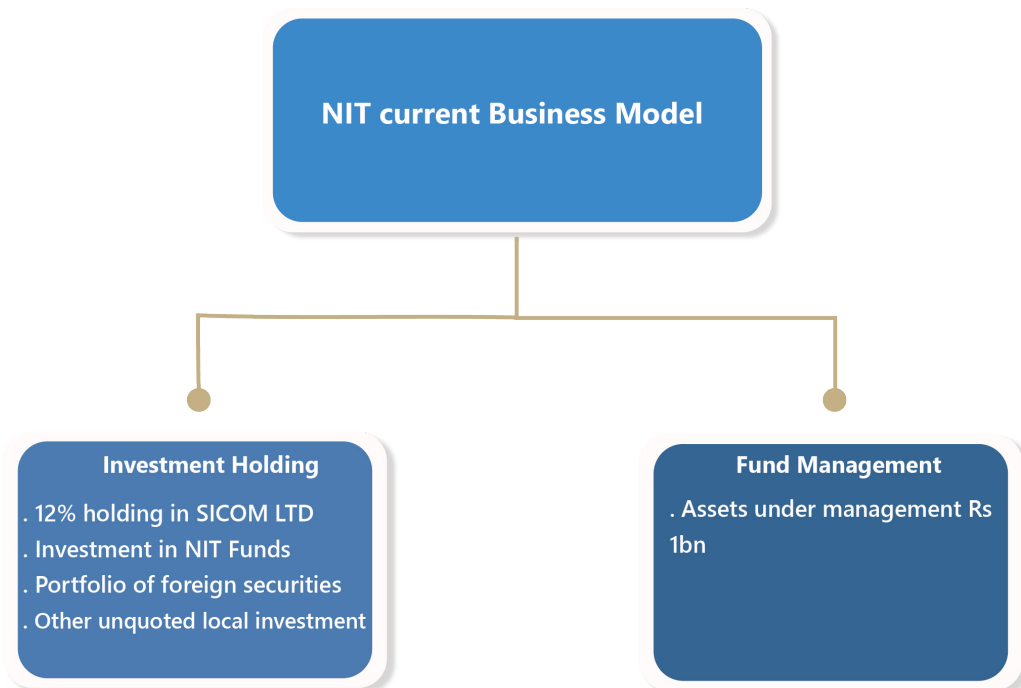 NIT current Business Model
Investment Holding
. 12% holding in SICOM LTD
. Investment in NIT Funds
. Portfolio of foreign securities
. Other unquoted local investment
Fund Management
. Assets under management Rs
1bn